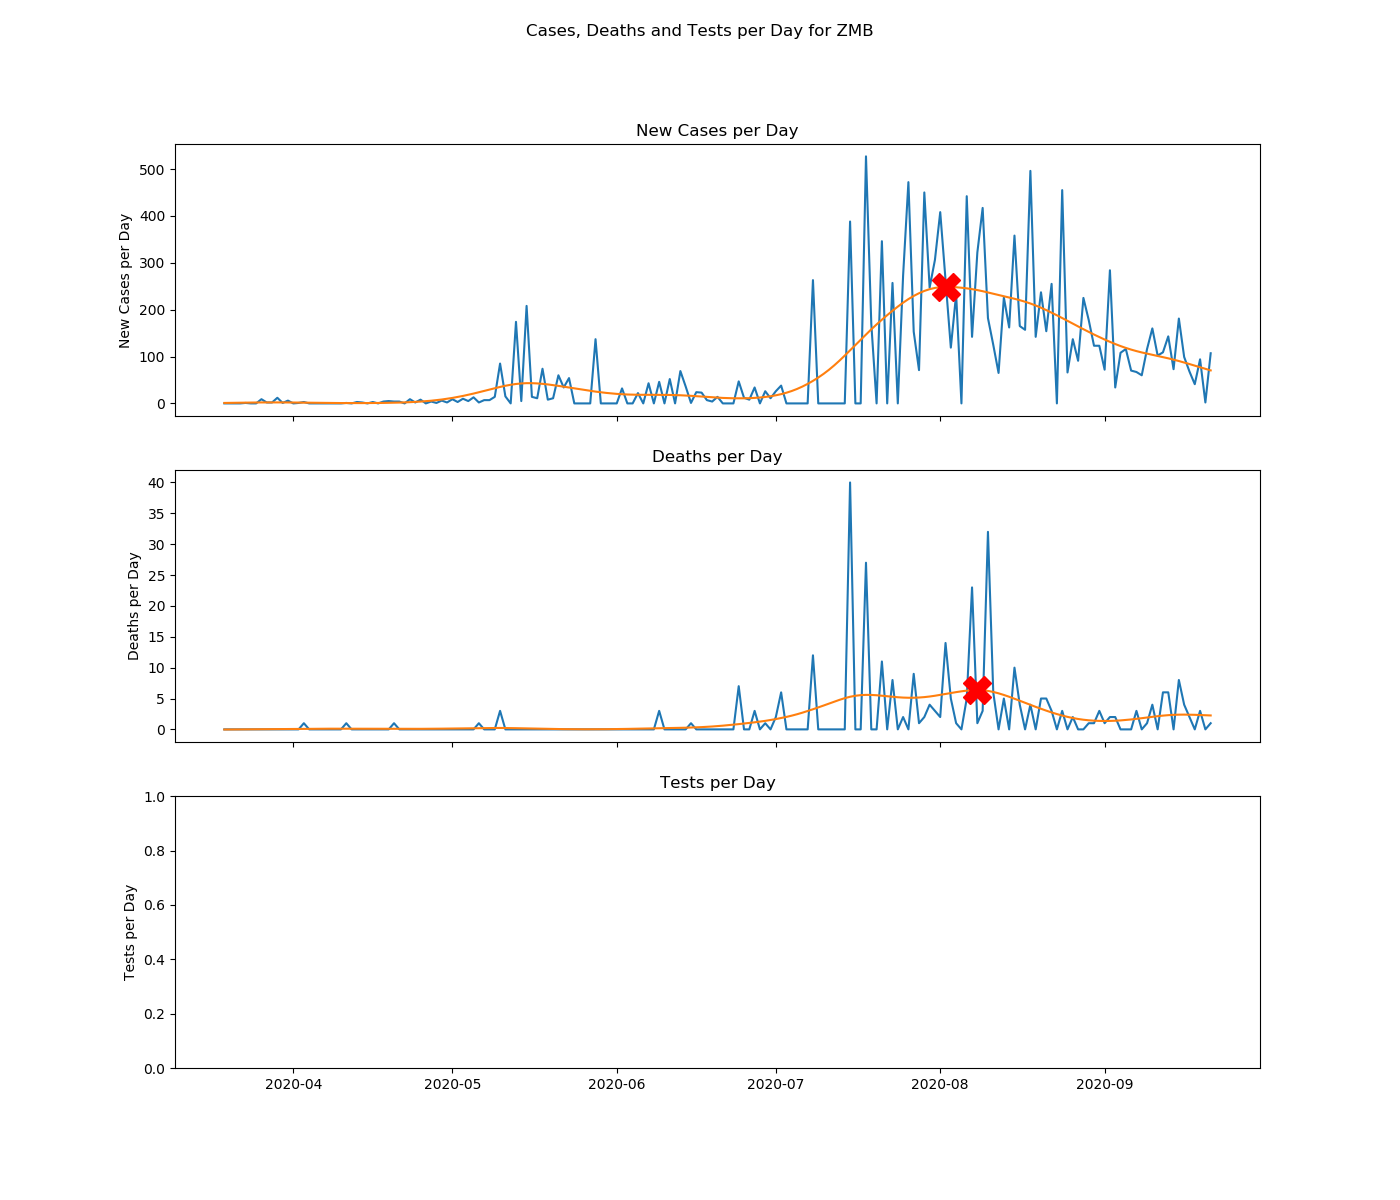 Cases, Deaths and Tests per Day for ZMB
New Cases per Day
New Cases per Day
500
400
300
200
100
0
Deaths per Day
Deaths per Day
40
35
30
25
20
15
10
5
0
Tests per Day
Tests per Day
1.0
0.8
0.6
0.4
0.2
0.0
2020-04 2020-05 2020-06 2020-07 2020-08 2020-09